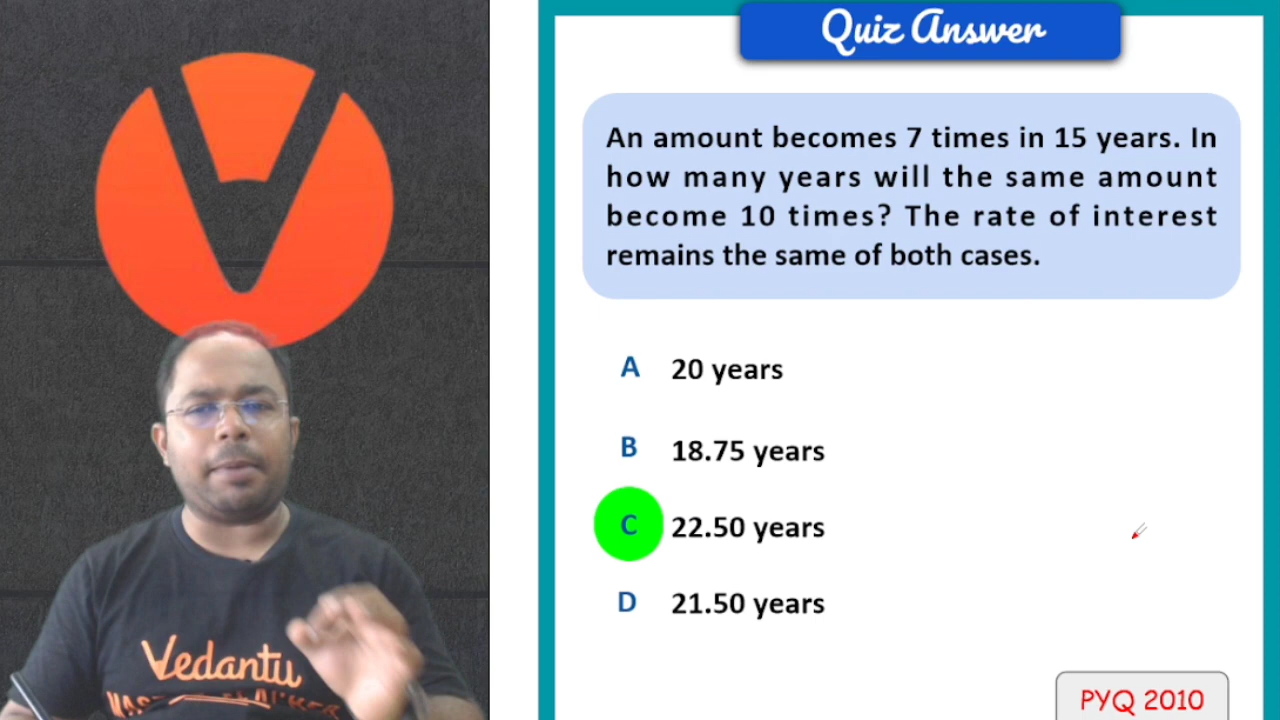 Quiz Answer
An amount becomes 7 times in 15 years. In
how many years will the same amount
become 10 times? The rate of interest
remains the same of both cases.
A 20 years
B 18.75 years
C 22.50 years
D 21.50 years
PYQ 2010
Vedantu